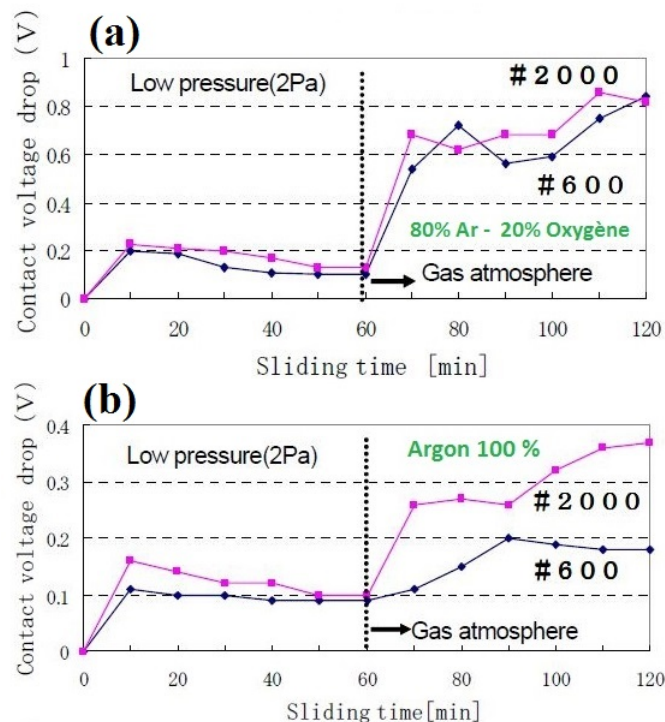 (a)
Contact voltage drop (V)
1
0.8
0.6
0.4
0.2
0
Low pressure(2Pa)
#2000
#600
80% Ar - 20% Oxygène
Gas atmosphere
0 20 40 60 80 100 120
Sliding time [min]
(b)
Contact voltage drop (V)
0.4
0.3
0.2
0.1
0
Low pressure(2Pa)
Argon 100 %
#2000
#600
Gas atmosphere
0 20 40 60 80 100 120
Sliding time[min]